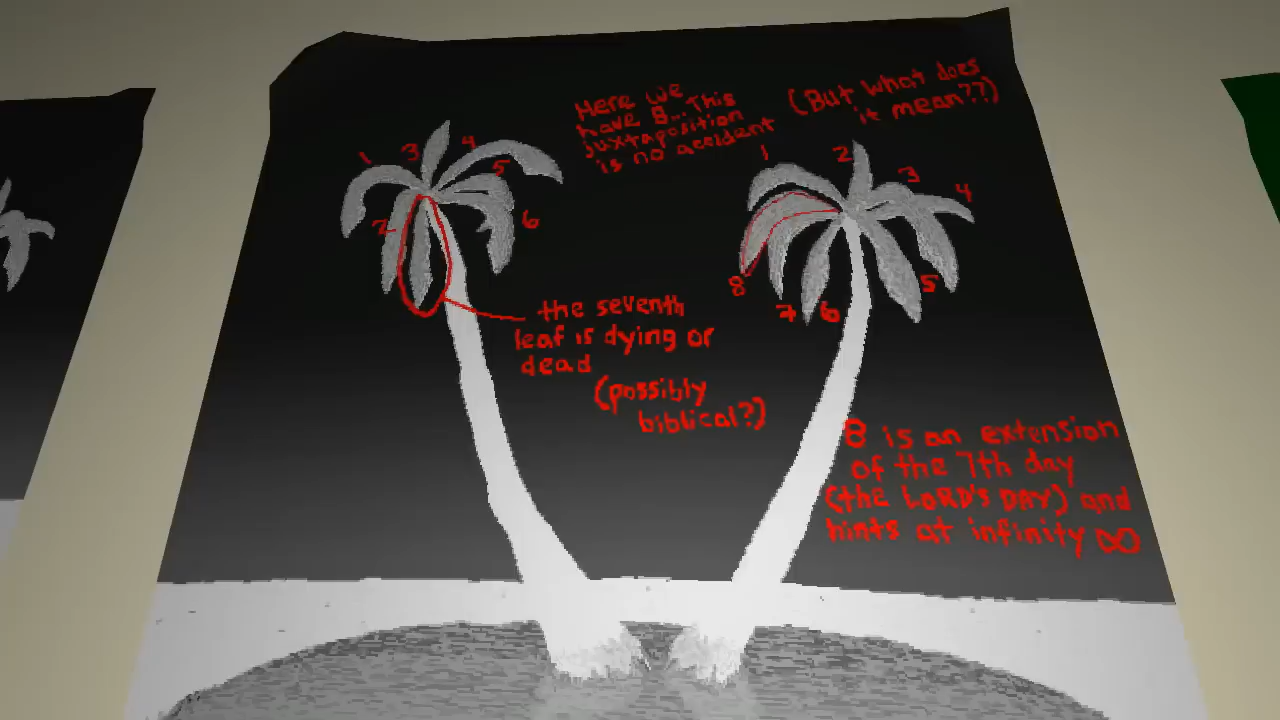 Here we
have 8...This
juxtaposition
is no accident
(But what does
it mean??)
1
2
3
4
5
6
1
2
3
4
5
6
7
8
the seventh
leaf is dying or
dead
(possibly
biblical?)
8 is an extension
of the 7th day
(the LORD'S DAY) and
hints at infinity ∞